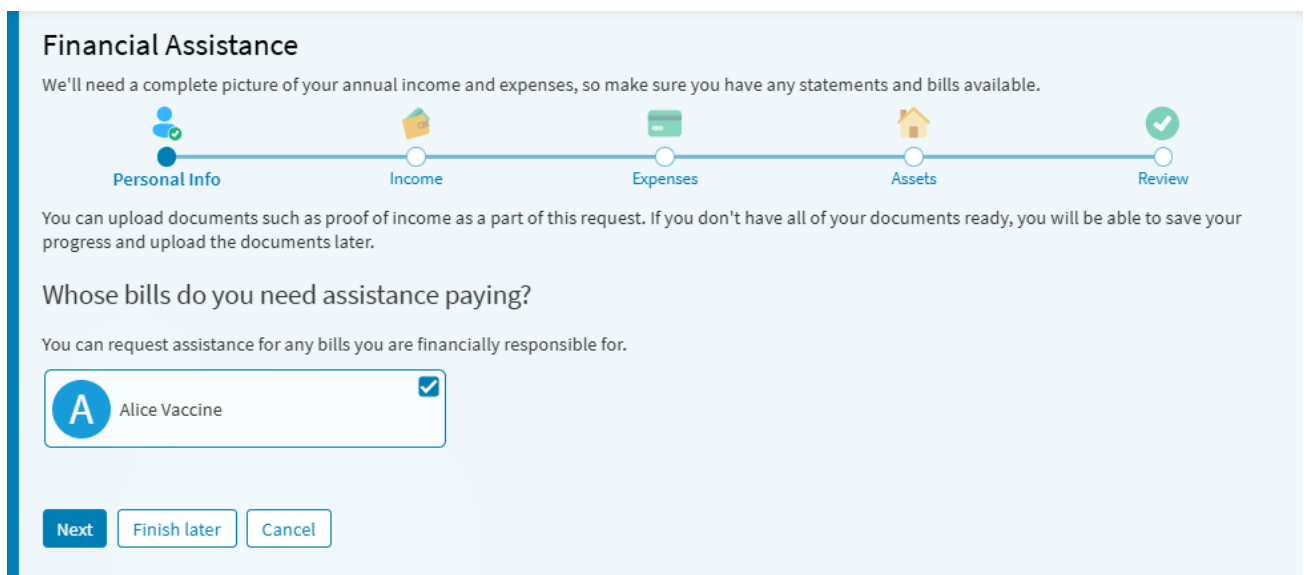 Financial Assistance
We'll need a complete picture of your annual income and expenses, so make sure you have any statements and bills available.
Personal Info
Income
Expenses
Assets
Review
You can upload documents such as proof of income as a part of this request. If you don't have all of your documents ready, you will be able to save your
progress and upload the documents later.
Whose bills do you need assistance paying?
You can request assistance for any bills you are financially responsible for.
A
Alice Vaccine
Next
Finish later
Cancel